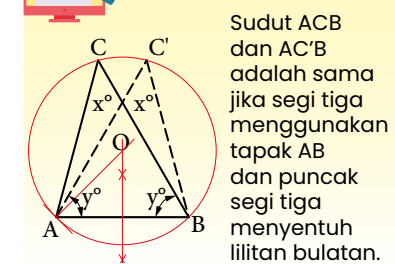 Sudut ACB
dan AC'B
adalah sama
jika segi tiga
menggunakan
tapak AB
dan puncak
segi tiga
menyentuh
lilitan bulatan.
C C'
x° x°
O
y° y°
A B